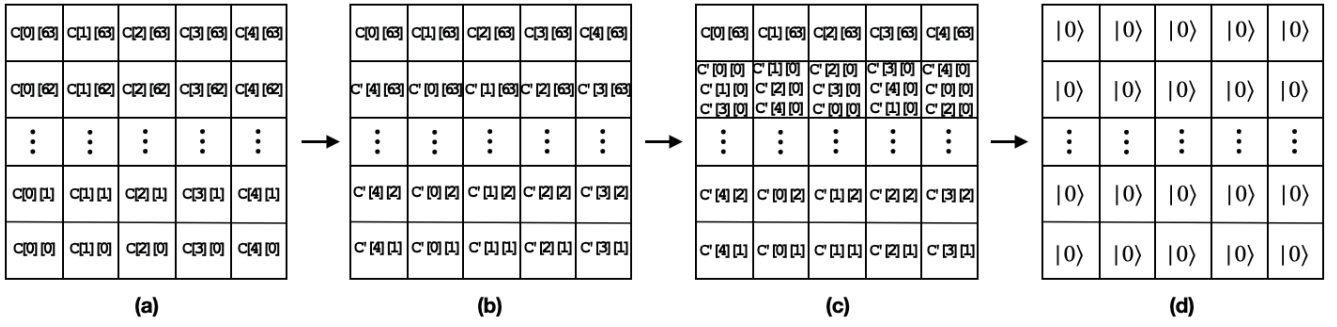 C[0][63] C[1][63] C[2][63] C[3][63] C[4][63]
C[0][62] C[1][62] C[2][62] C[3][62] C[4][62]
⋮ ⋮ ⋮ ⋮ ⋮
C[0][1] C[1][1] C[2][1] C[3][1] C[4][1]
C[0][0] C[1][0] C[2][0] C[3][0] C[4][0]
(a)
C[0][63] C[1][63] C[2][63] C[3][63] C[4][63]
C'[4][63] C'[0][63] C'[1][63] C'[2][63] C'[3][63]
⋮ ⋮ ⋮ ⋮ ⋮
C'[4][2] C'[0][2] C'[1][2] C'[2][2] C'[3][2]
C'[4][1] C'[0][1] C'[1][1] C'[2][1] C'[3][1]
(b)
C[0][63] C[1][63] C[2][63] C[3][63] C[4][63]
C'[0][0] C'[1][0] C'[2][0] C'[3][0] C'[4][0]
C'[1][0] C'[2][0] C'[3][0] C'[4][0] C'[0][0]
C'[3][0] C'[4][0] C'[0][0] C'[1][0] C'[2][0]
⋮ ⋮ ⋮ ⋮ ⋮
C'[4][2] C'[0][2] C'[1][2] C'[2][2] C'[3][2]
C'[4][1] C'[0][1] C'[1][1] C'[2][1] C'[3][1]
(c)
|0⟩ |0⟩ |0⟩ |0⟩ |0⟩
|0⟩ |0⟩ |0⟩ |0⟩ |0⟩
⋮ ⋮ ⋮ ⋮ ⋮
|0⟩ |0⟩ |0⟩ |0⟩ |0⟩
|0⟩ |0⟩ |0⟩ |0⟩ |0⟩
(d)